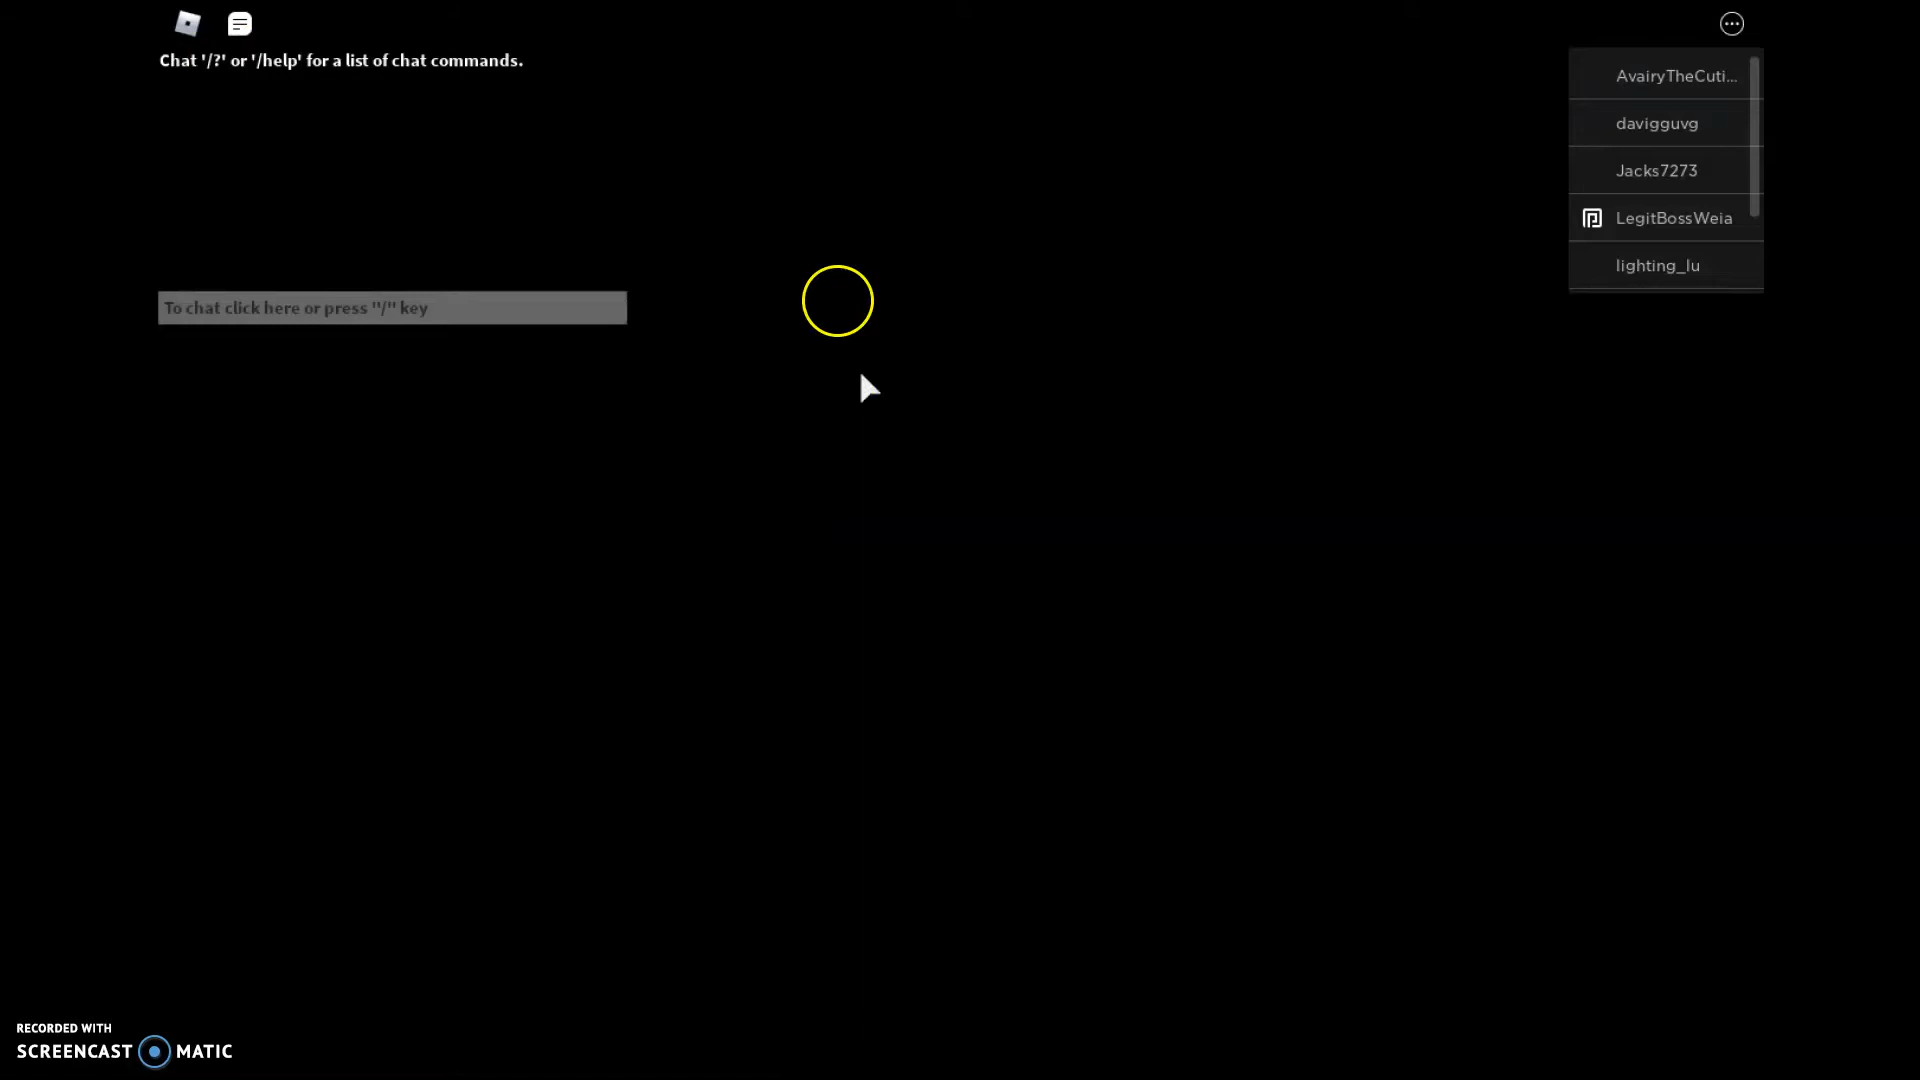 Chat '/?' or '/help' for a list of chat commands.
AvairyTheCuti...
davigguvg
Jacks7273
LegitBossWeia
lighting_lu
To chat click here or press "/" key
RECORDED WITH
SCREENCAST MATIC